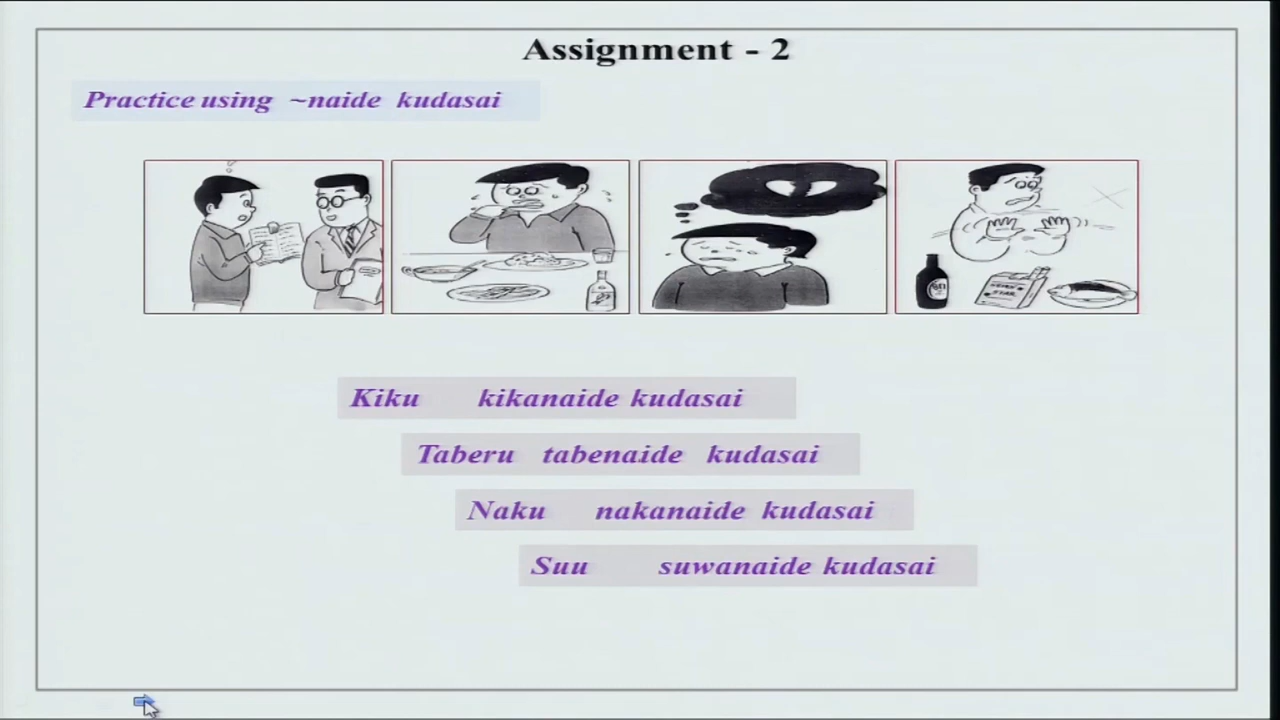 Assignment - 2
Practice using ~naide kudasai
Kiku kikanaide kudasai
Taberu tabenaide kudasai
Naku nakanaide kudasai
Suu suwanaide kudasai